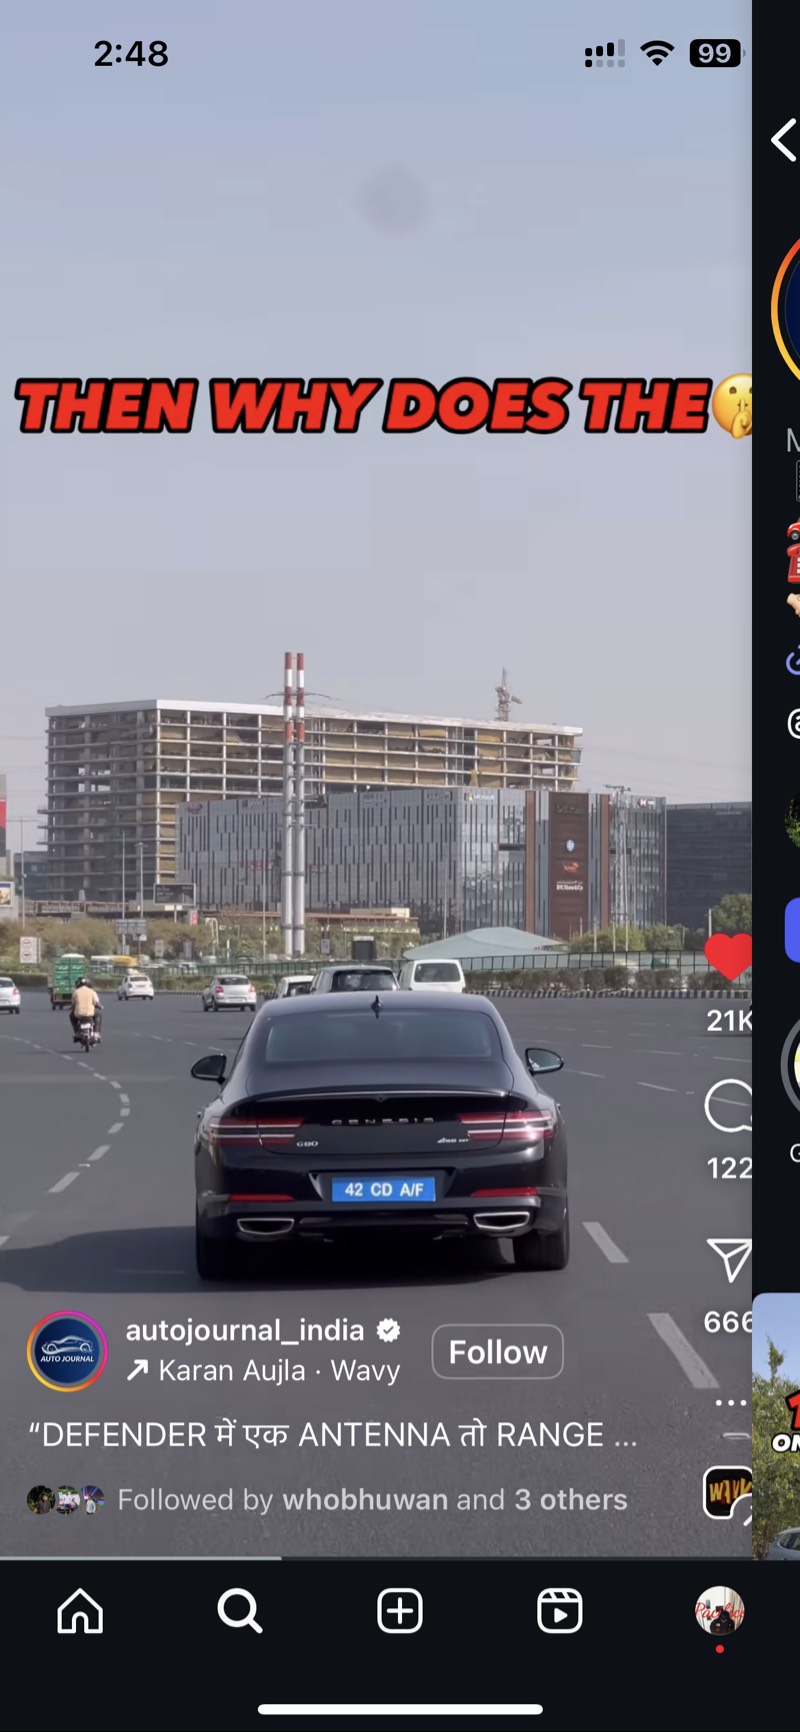 2:48
99
THEN WHY DOES THE🤫
GENESIS
G80
42 CD A/F
21K
122
666
AUTO JOURNAL
autojournal_india
Follow
Karan Aujla · Wavy
“DEFENDER में एक ANTENNA तो RANGE ...
Followed by whobhuwan and 3 others